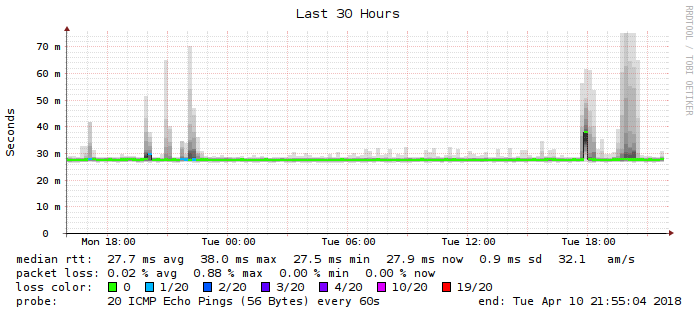 Last 30 Hours
RRDTOOL / TOBI OETIKER
Seconds
70 m
60 m
50 m
40 m
30 m
20 m
10 m
0
Mon 18:00 Tue 00:00 Tue 06:00 Tue 12:00 Tue 18:00
median rtt: 27.7 ms avg 38.0 ms max 27.5 ms min 27.9 ms now 0.9 ms sd 32.1 am/s
packet loss: 0.02 % avg 0.88 % max 0.00 % min 0.00 % now
loss color: 0 1/20 2/20 3/20 4/20 10/20 19/20
probe: 20 ICMP Echo Pings (56 Bytes) every 60s end: Tue Apr 10 21:55:04 2018